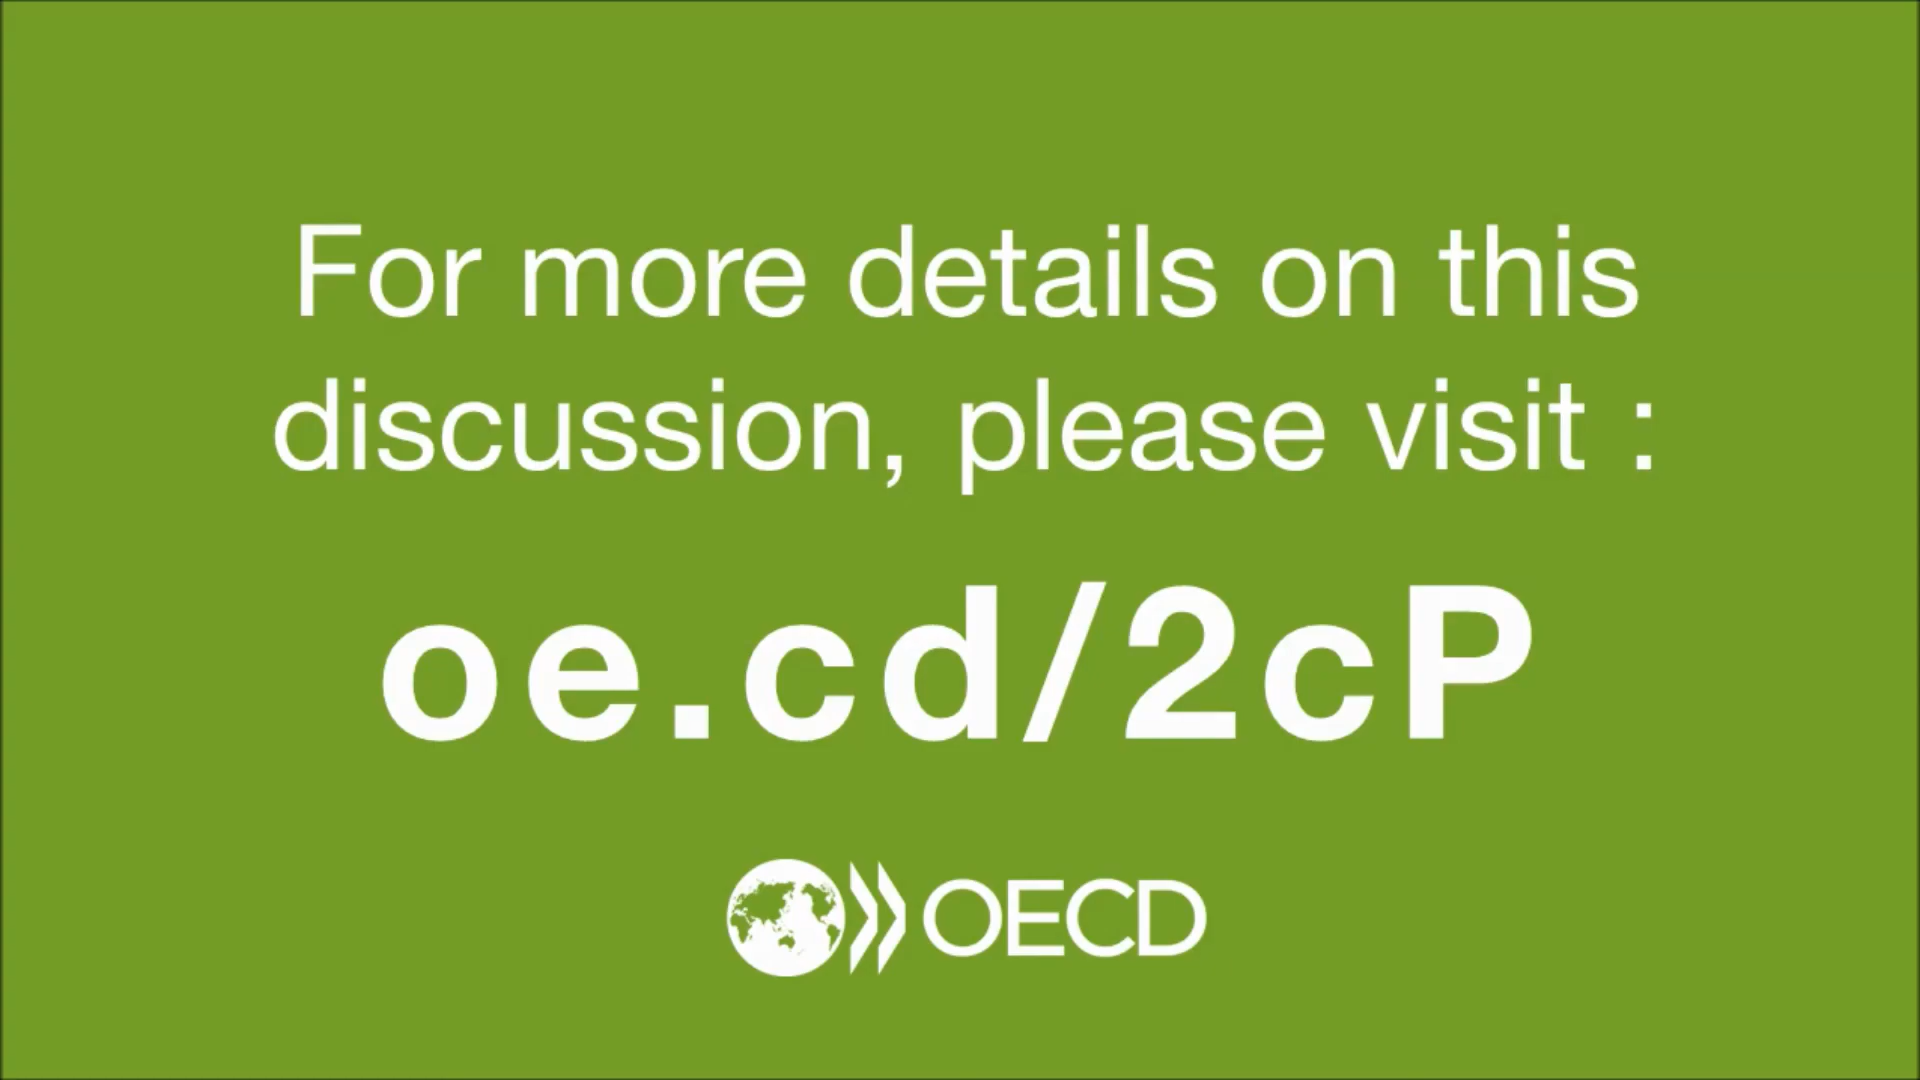 For more details on this
discussion, please visit :
oe.cd/2cP
OECD